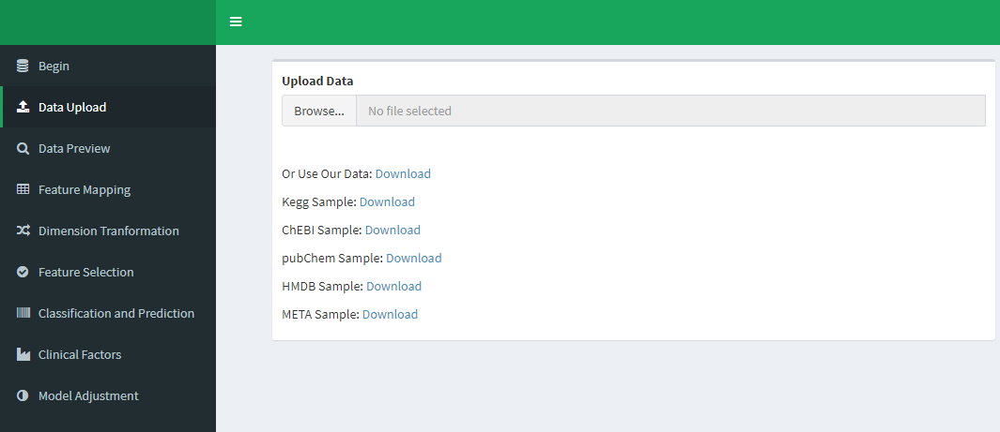 Begin
Data Upload
Data Preview
Feature Mapping
Dimension Tranformation
Feature Selection
Classification and Prediction
Clinical Factors
Model Adjustment
Upload Data
Browse... No file selected
Or Use Our Data: Download
Kegg Sample: Download
ChEBI Sample: Download
pubChem Sample: Download
HMDB Sample: Download
META Sample: Download